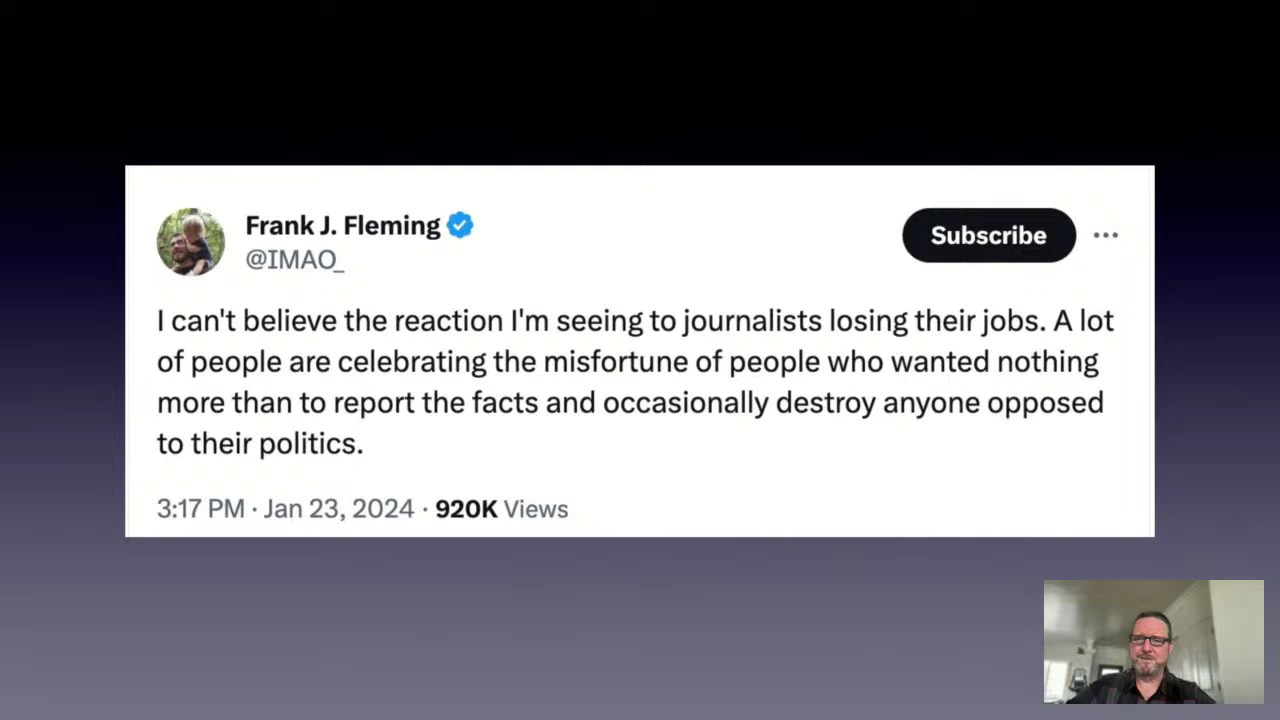 Frank J. Fleming
Subscribe
@IMAO_
I can't believe the reaction I'm seeing to journalists losing their jobs. A lot
of people are celebrating the misfortune of people who wanted nothing
more than to report the facts and occasionally destroy anyone opposed
to their politics.
3:17 PM · Jan 23, 2024 · 920K Views